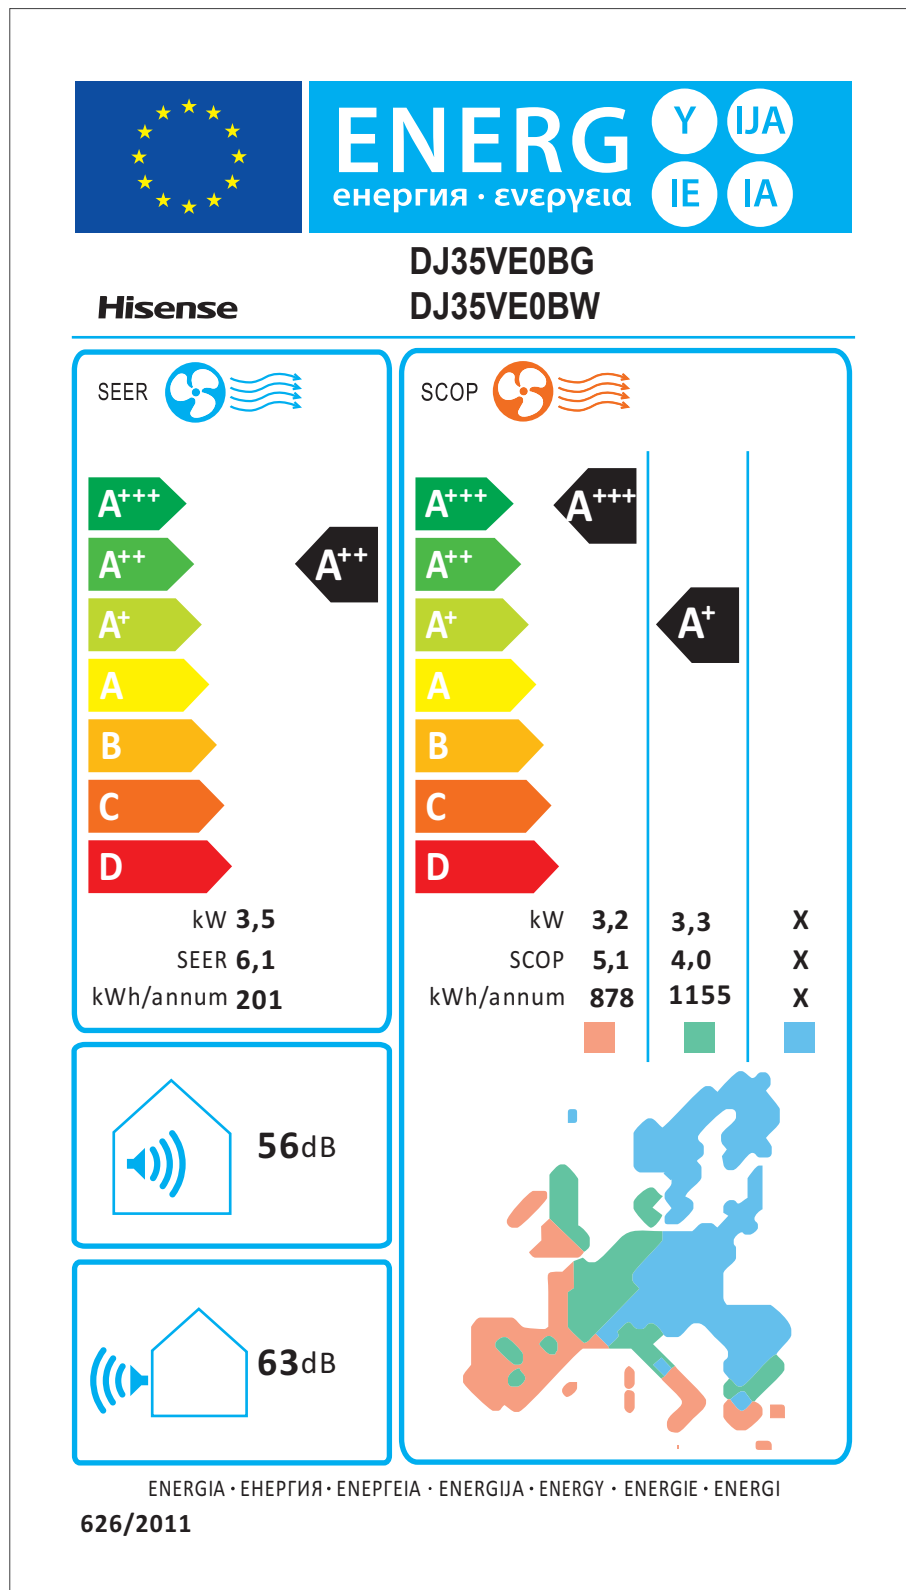 ENERG Y IJA
енергия · ενεργεια IE IA
DJ35VE0BG
Hisense DJ35VE0BW
SEER
A+++
A++
A+
A
B
C
D
A++
kW 3,5
SEER 6,1
kWh/annum 201
SCOP
A+++
A++
A+
A
B
C
D
A+++
A+
kW 3,2 3,3 X
SCOP 5,1 4,0 X
kWh/annum 878 1155 X
56dB
63dB
ENERGIA · ЕНЕРГИЯ · ΕΝΕΡΓΕΙΑ · ENERGIJA · ENERGY · ENERGIE · ENERGI
626/2011